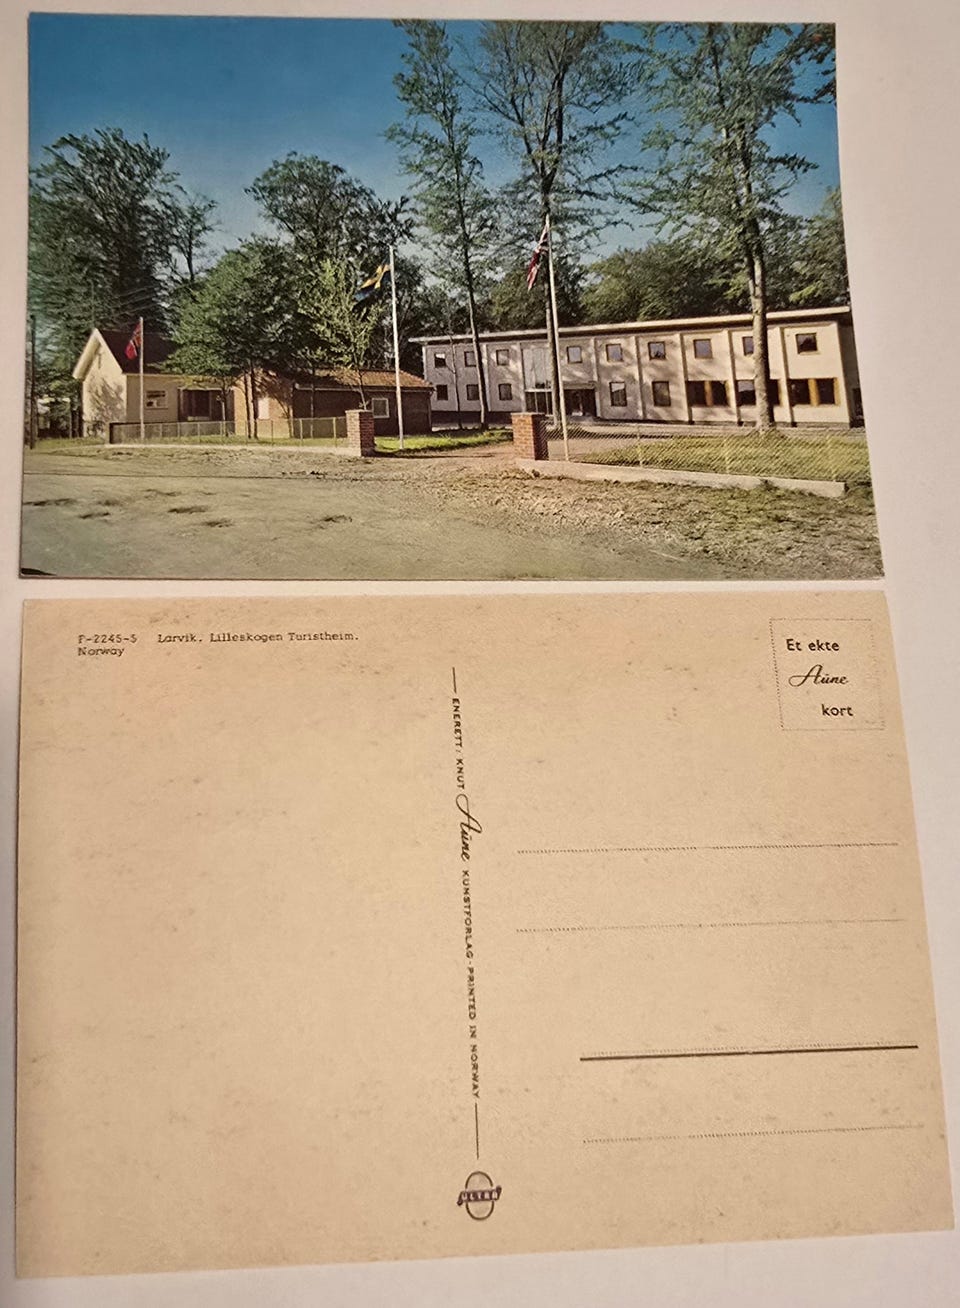 F-2245-5 Larvik. Lilleskogen Turistheim.
Norway
Et ekte
Aune
kort
ENERETT: KNUT Aune KUNSTFORLAG - PRINTED IN NORWAY
ULTRA